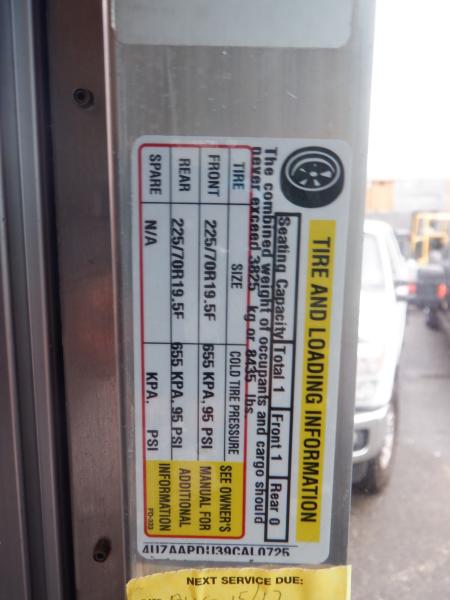 TIRE AND LOADING INFORMATION
Seating Capacity Total 1 Front 1 Rear 0
The combined weight of occupants and cargo should
never exceed 3825 kg or 8435 lbs
TIRE SIZE COLD TIRE PRESSURE
FRONT 225/70R19.5F 655 KPA. 95 PSI
REAR 225/70R19.5F 655 KPA. 95 PSI
SPARE N/A KPA. PSI
SEE OWNER'S
MANUAL FOR
ADDITIONAL
INFORMATION
4UZAAPDU39CAL0725
NEXT SERVICE DUE: